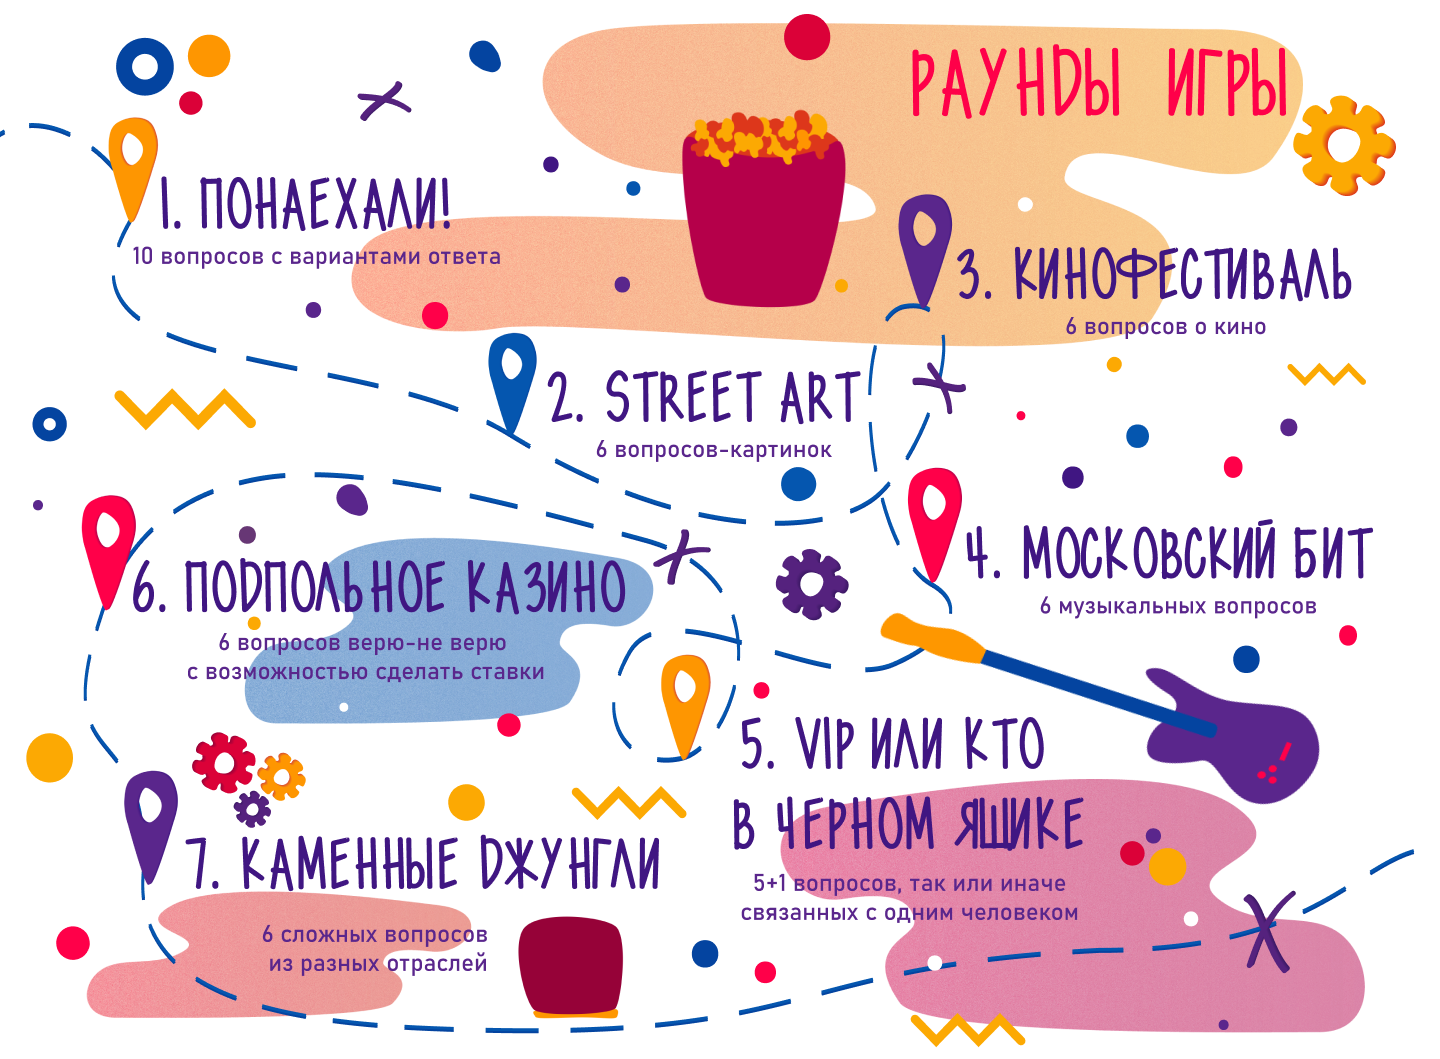 РАУНДЫ ИГРЫ
1. ПОНАЕХАЛИ!
10 вопросов с вариантами ответа
2. STREET ART
6 вопросов-картинок
3. КИНОФЕСТИВАЛЬ
6 вопросов о кино
4. МОСКОВСКИЙ БИТ
6 музыкальных вопросов
5. VIP ИЛИ КТО
В ЧЕРНОМ ЯЩИКЕ
5+1 вопросов, так или иначе
связанных с одним человеком
6. ПОДПОЛЬНОЕ КАЗИНО
6 вопросов верю-не верю
с возможностью сделать ставки
7. КАМЕННЫЕ ДЖУНГЛИ
6 сложных вопросов
из разных отраслей